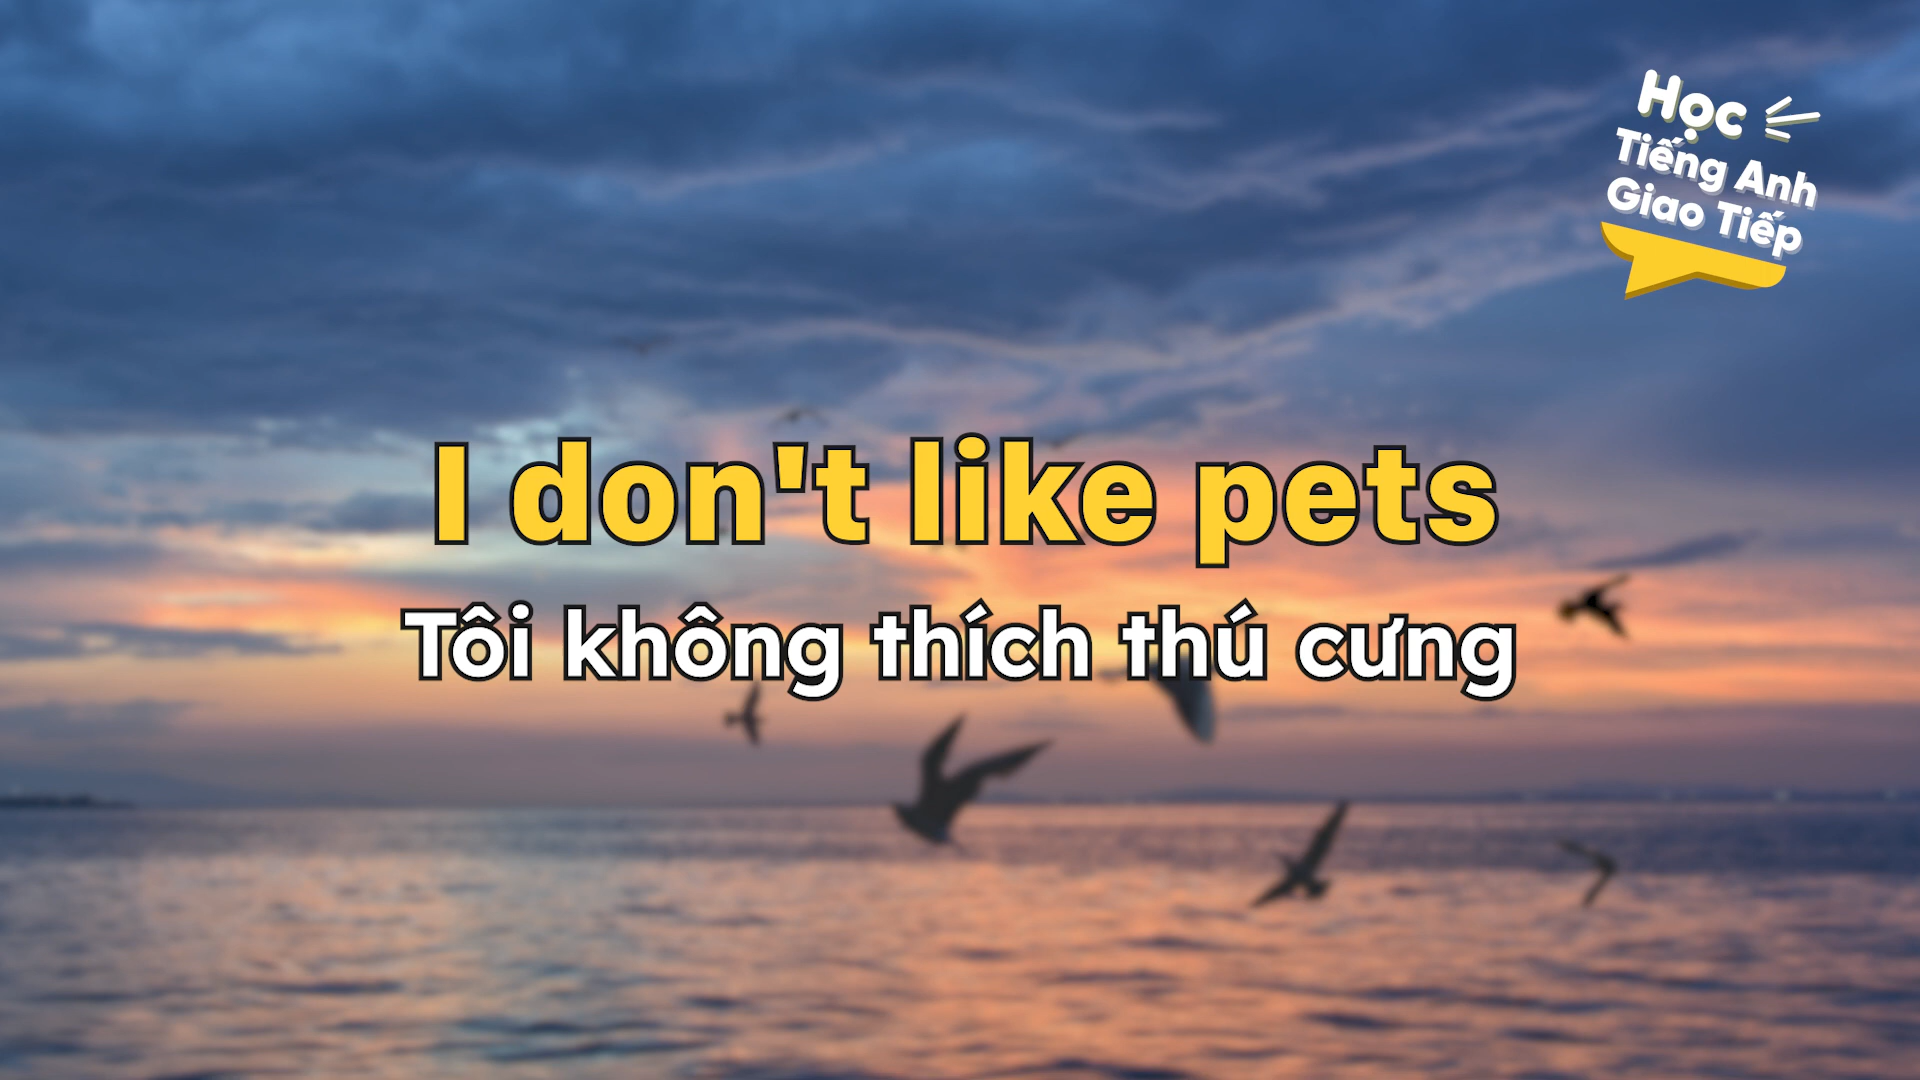 Học
Tiếng Anh
Giao Tiếp
I don't like pets
Tôi không thích thú cưng